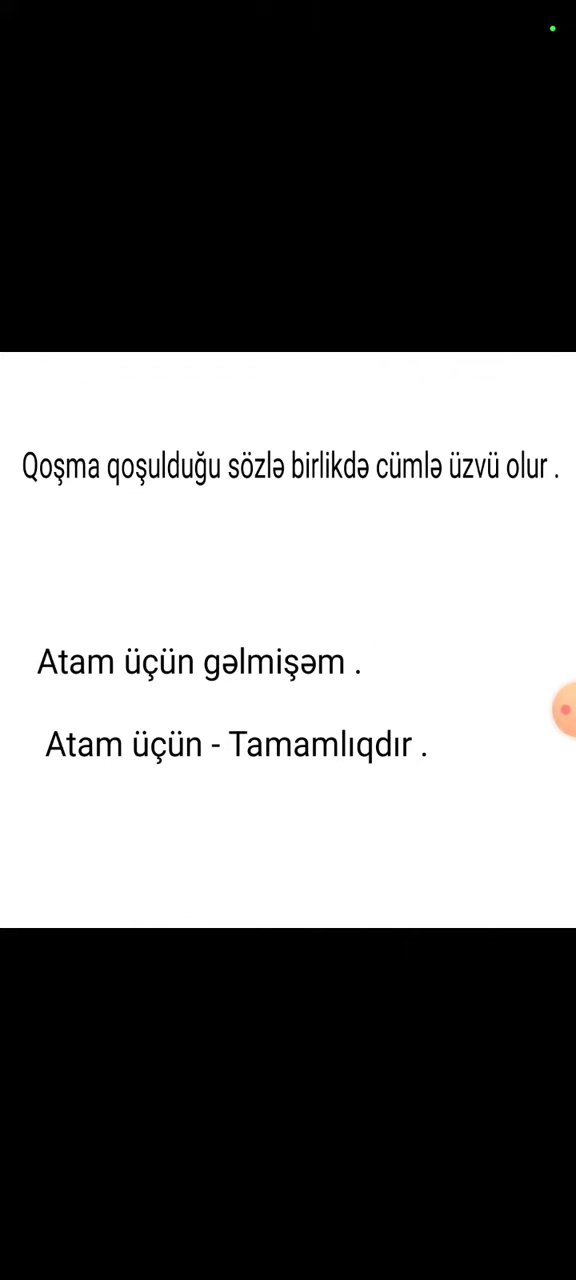 Qoşma qoşulduğu sözlə birlikdə cümlə üzvü olur .
Atam üçün gəlmişəm .
Atam üçün - Tamamlıqdır .